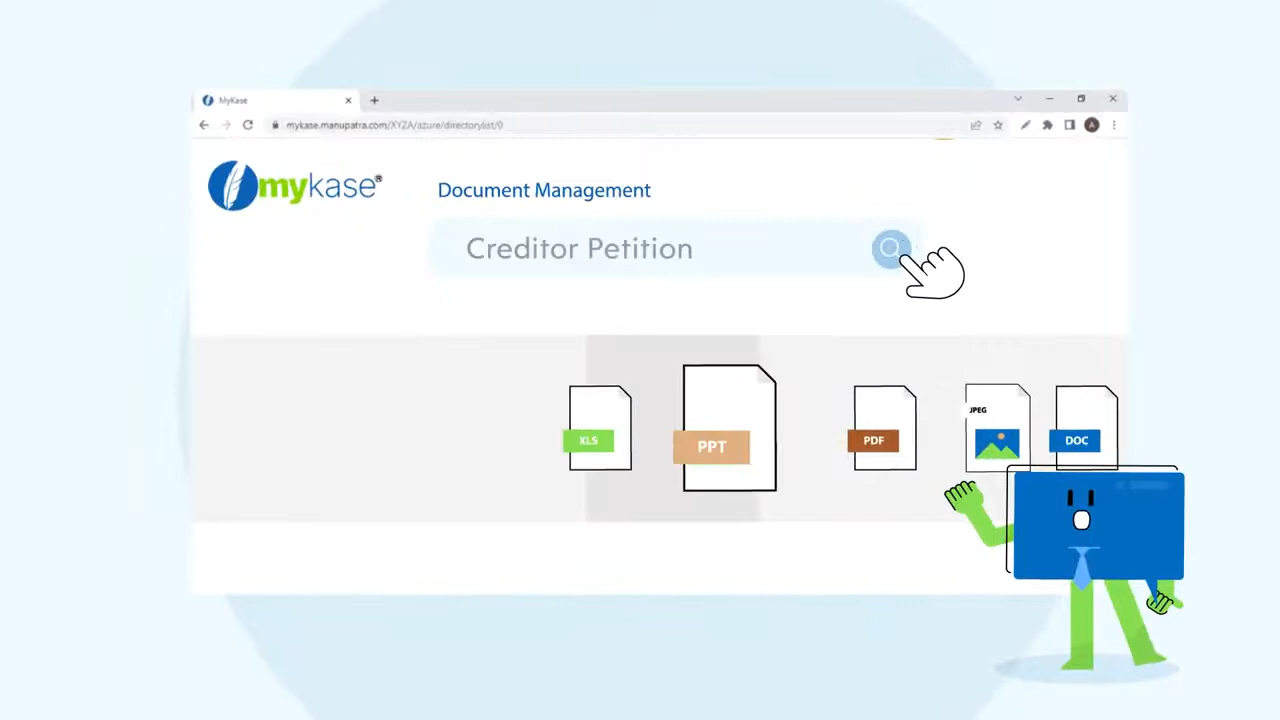 MyKase
mykase.manupatra.com/XYZA/azure/directorylist/0
A
mykase®
Document Management
Creditor Petition
JPEG
XLS
PPT
PDF
DOC